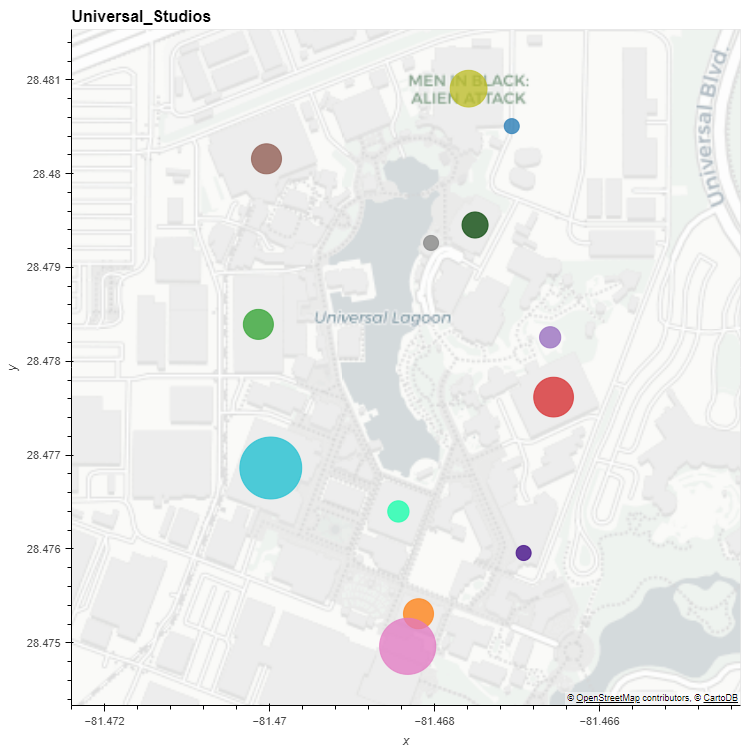 Universal_Studios
28.481
28.48
28.479
28.478
28.477
28.476
28.475
y
MEN IN BLACK:
ALIEN ATTACK
Universal Blvd.
Universal Lagoon
© OpenStreetMap contributors, © CartoDB
−81.472
−81.47
−81.468
−81.466
x